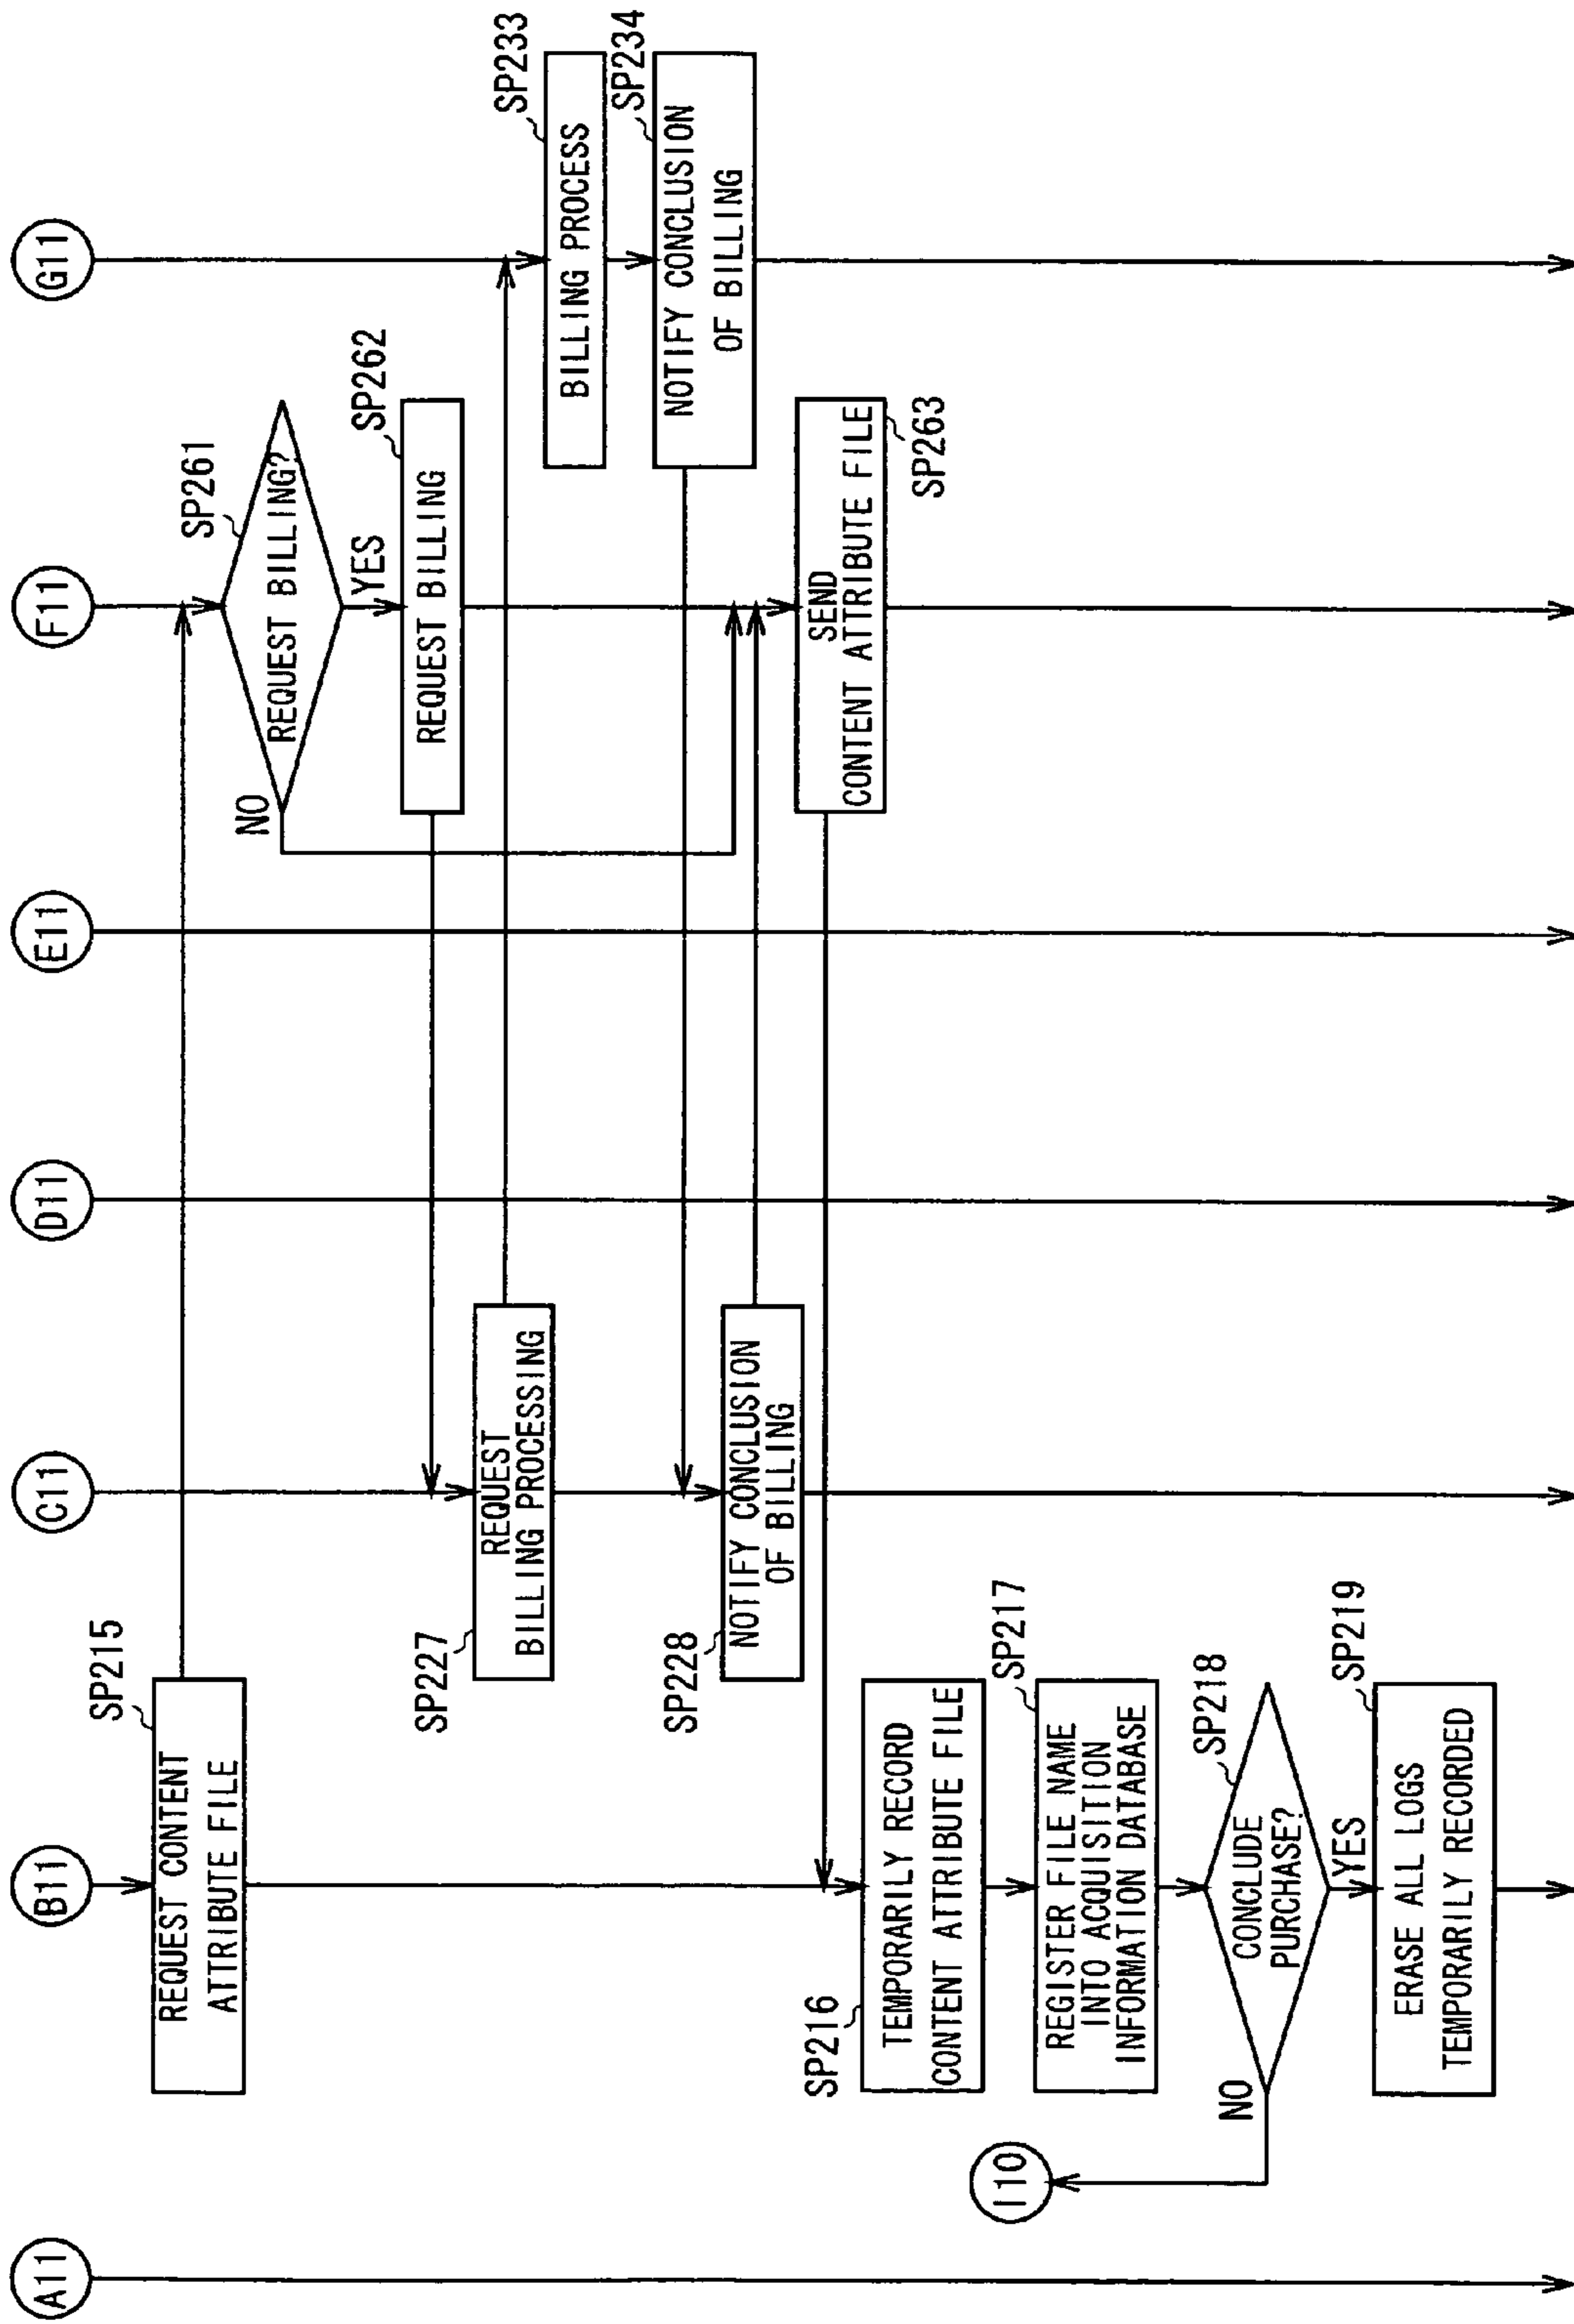 A11
B11
C11
D11
E11
F11
G11
SP215
REQUEST CONTENT
ATTRIBUTE FILE
SP261
REQUEST BILLING?
NO
YES
SP262
REQUEST BILLING
SP227
REQUEST
BILLING PROCESSING
SP233
BILLING PROCESS
SP234
NOTIFY CONCLUSION
OF BILLING
SP228
NOTIFY CONCLUSION
OF BILLING
SEND
CONTENT ATTRIBUTE FILE
SP263
SP216
TEMPORARILY RECORD
CONTENT ATTRIBUTE FILE
SP217
REGISTER FILE NAME
INTO ACQUISITION
INFORMATION DATABASE
I10
SP218
CONCLUDE
PURCHASE?
NO
YES
SP219
ERASE ALL LOGS
TEMPORARILY RECORDED